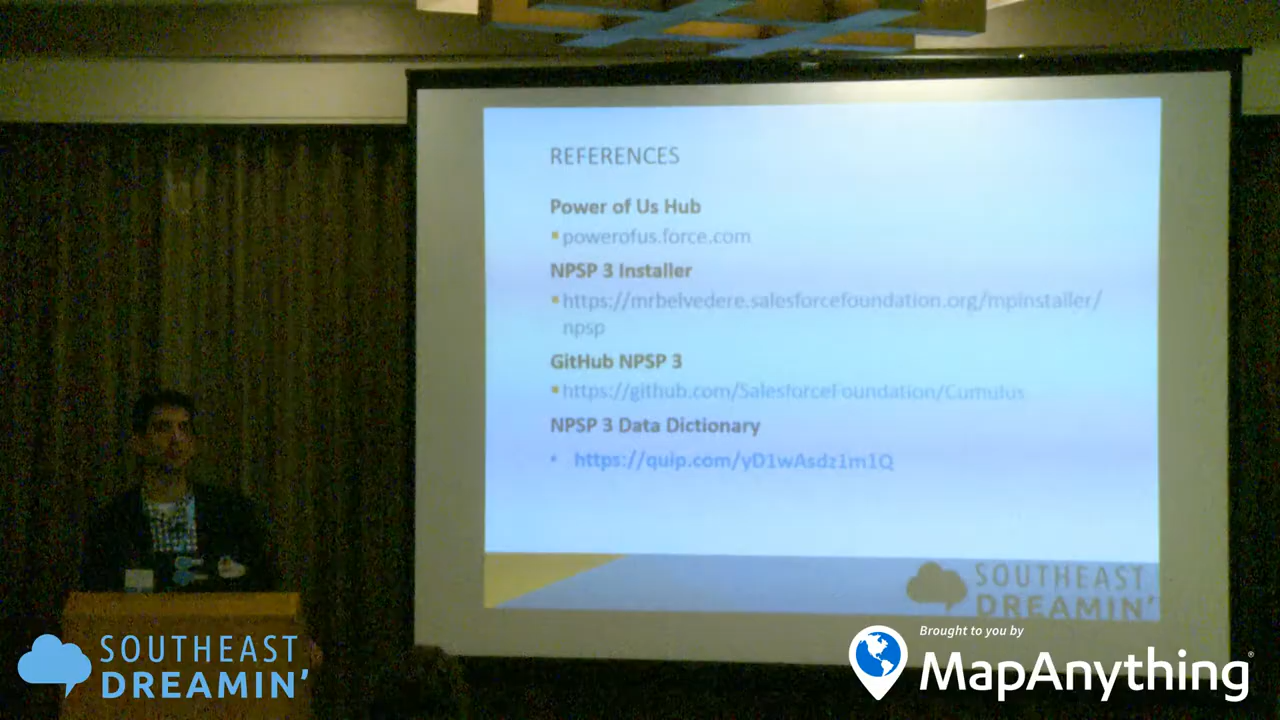 REFERENCES
Power of Us Hub
powerofus.force.com
NPSP 3 Installer
https://mrbelvedere.salesforcefoundation.org/mpinstaller/
npsp
GitHub NPSP 3
https://github.com/SalesforceFoundation/Cumulus
NPSP 3 Data Dictionary
https://quip.com/yD1wAsdz1m1Q
SOUTHEAST
DREAMIN'
SOUTHEAST
DREAMIN'
Brought to you by
MapAnything®